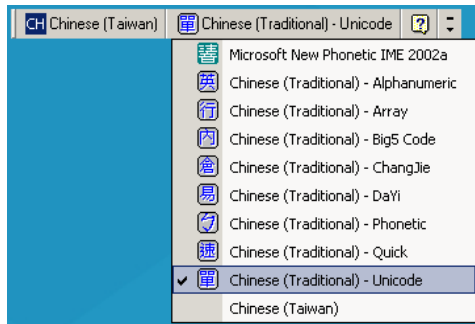 CH Chinese (Taiwan) 單 Chinese (Traditional) - Unicode ?
Microsoft New Phonetic IME 2002a
英 Chinese (Traditional) - Alphanumeric
行 Chinese (Traditional) - Array
內 Chinese (Traditional) - Big5 Code
倉 Chinese (Traditional) - ChangJie
易 Chinese (Traditional) - DaYi
ㄅ Chinese (Traditional) - Phonetic
速 Chinese (Traditional) - Quick
單 Chinese (Traditional) - Unicode
Chinese (Taiwan)